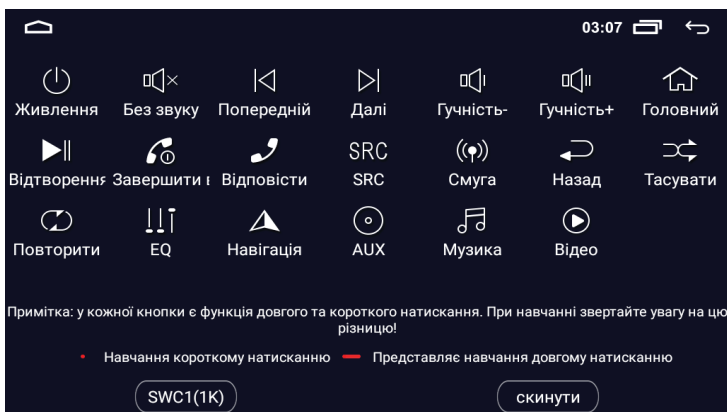 03:07
Живлення Без звуку Попередній Далі Гучність- Гучність+ Головний
SRC
Відтворення Завершити в Відповісти SRC Смуга Назад Тасувати
Повторити EQ Навігація AUX Музика Відео
Примітка: у кожної кнопки є функція довгого та короткого натискання. При навчанні звертайте увагу на цю
різницю!
Навчання короткому натисканню Представляє навчання довгому натисканню
SWC1(1K) скинути